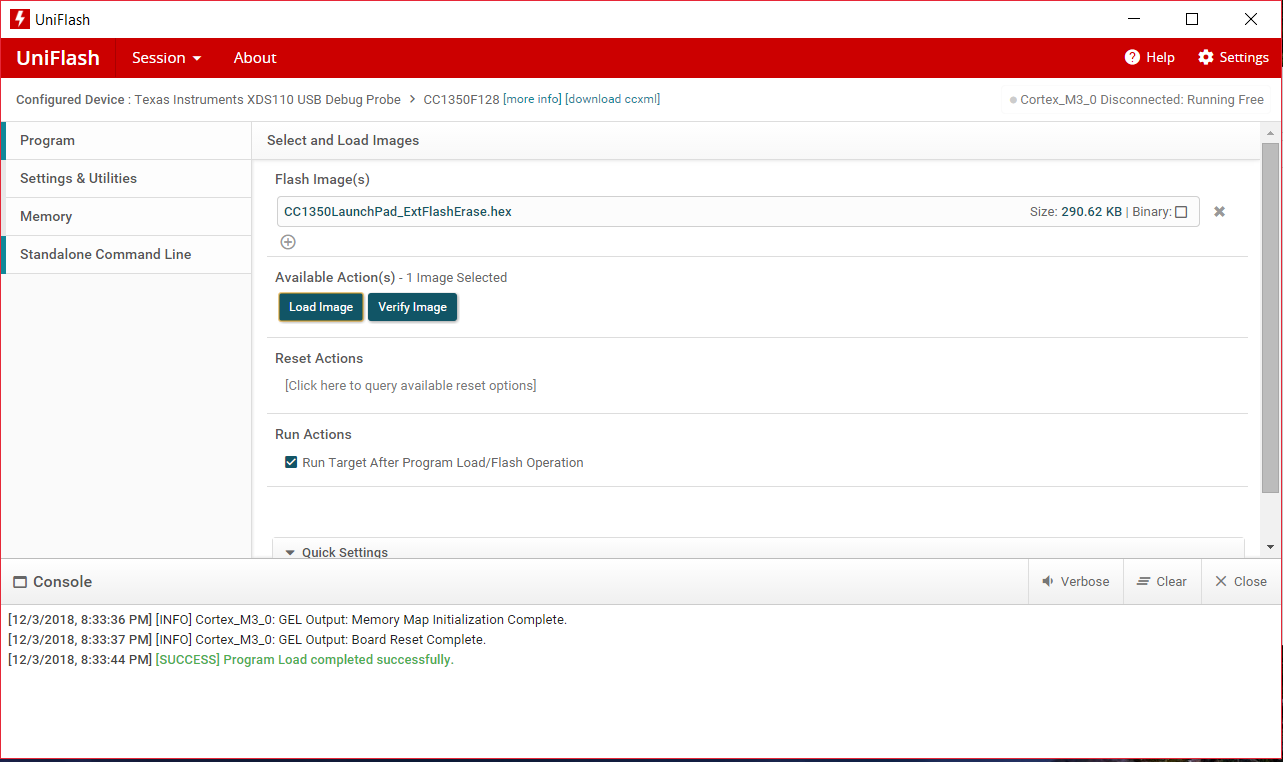 UniFlash
UniFlash Session About Help Settings
Configured Device : Texas Instruments XDS110 USB Debug Probe > CC1350F128 [more info] [download ccxml] Cortex_M3_0 Disconnected: Running Free
Program
Settings & Utilities
Memory
Standalone Command Line
Select and Load Images
Flash Image(s)
CC1350LaunchPad_ExtFlashErase.hex Size: 290.62 KB | Binary:
Available Action(s) - 1 Image Selected
Load Image Verify Image
Reset Actions
[Click here to query available reset options]
Run Actions
Run Target After Program Load/Flash Operation
Quick Settings
Console Verbose Clear Close
[12/3/2018, 8:33:36 PM] [INFO] Cortex_M3_0: GEL Output: Memory Map Initialization Complete.
[12/3/2018, 8:33:37 PM] [INFO] Cortex_M3_0: GEL Output: Board Reset Complete.
[12/3/2018, 8:33:44 PM] [SUCCESS] Program Load completed successfully.